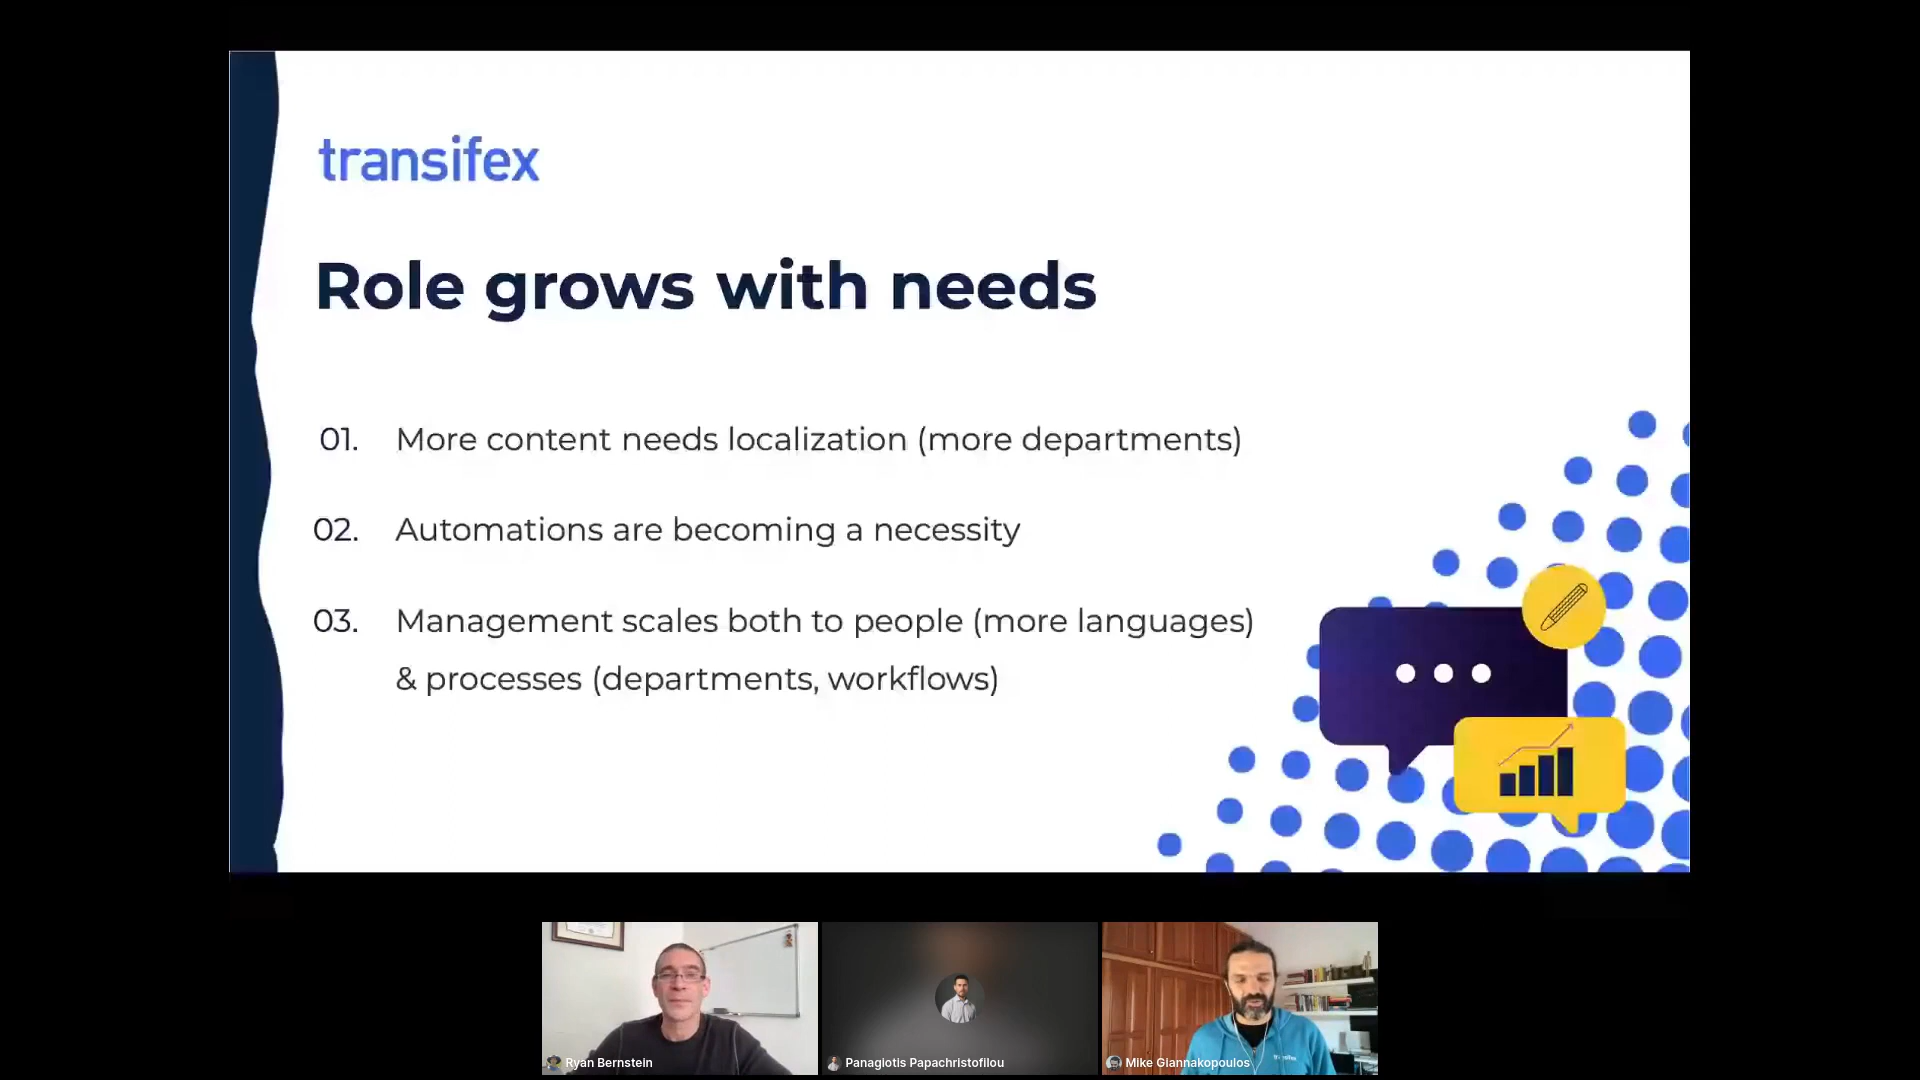 transifex
Role grows with needs
01. More content needs localization (more departments)
02. Automations are becoming a necessity
03. Management scales both to people (more languages)
& processes (departments, workflows)
Ryan Bernstein
Panagiotis Papachristofilou
Mike Giannakopoulos